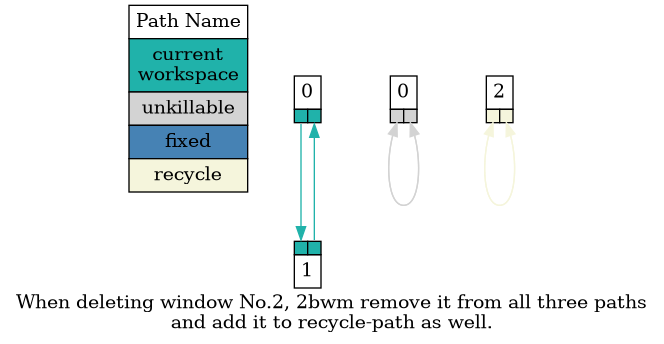 Path Name
current
workspace
unkillable
fixed
recycle
0
0
2
1
When deleting window No.2, 2bwm remove it from all three paths
and add it to recycle-path as well.